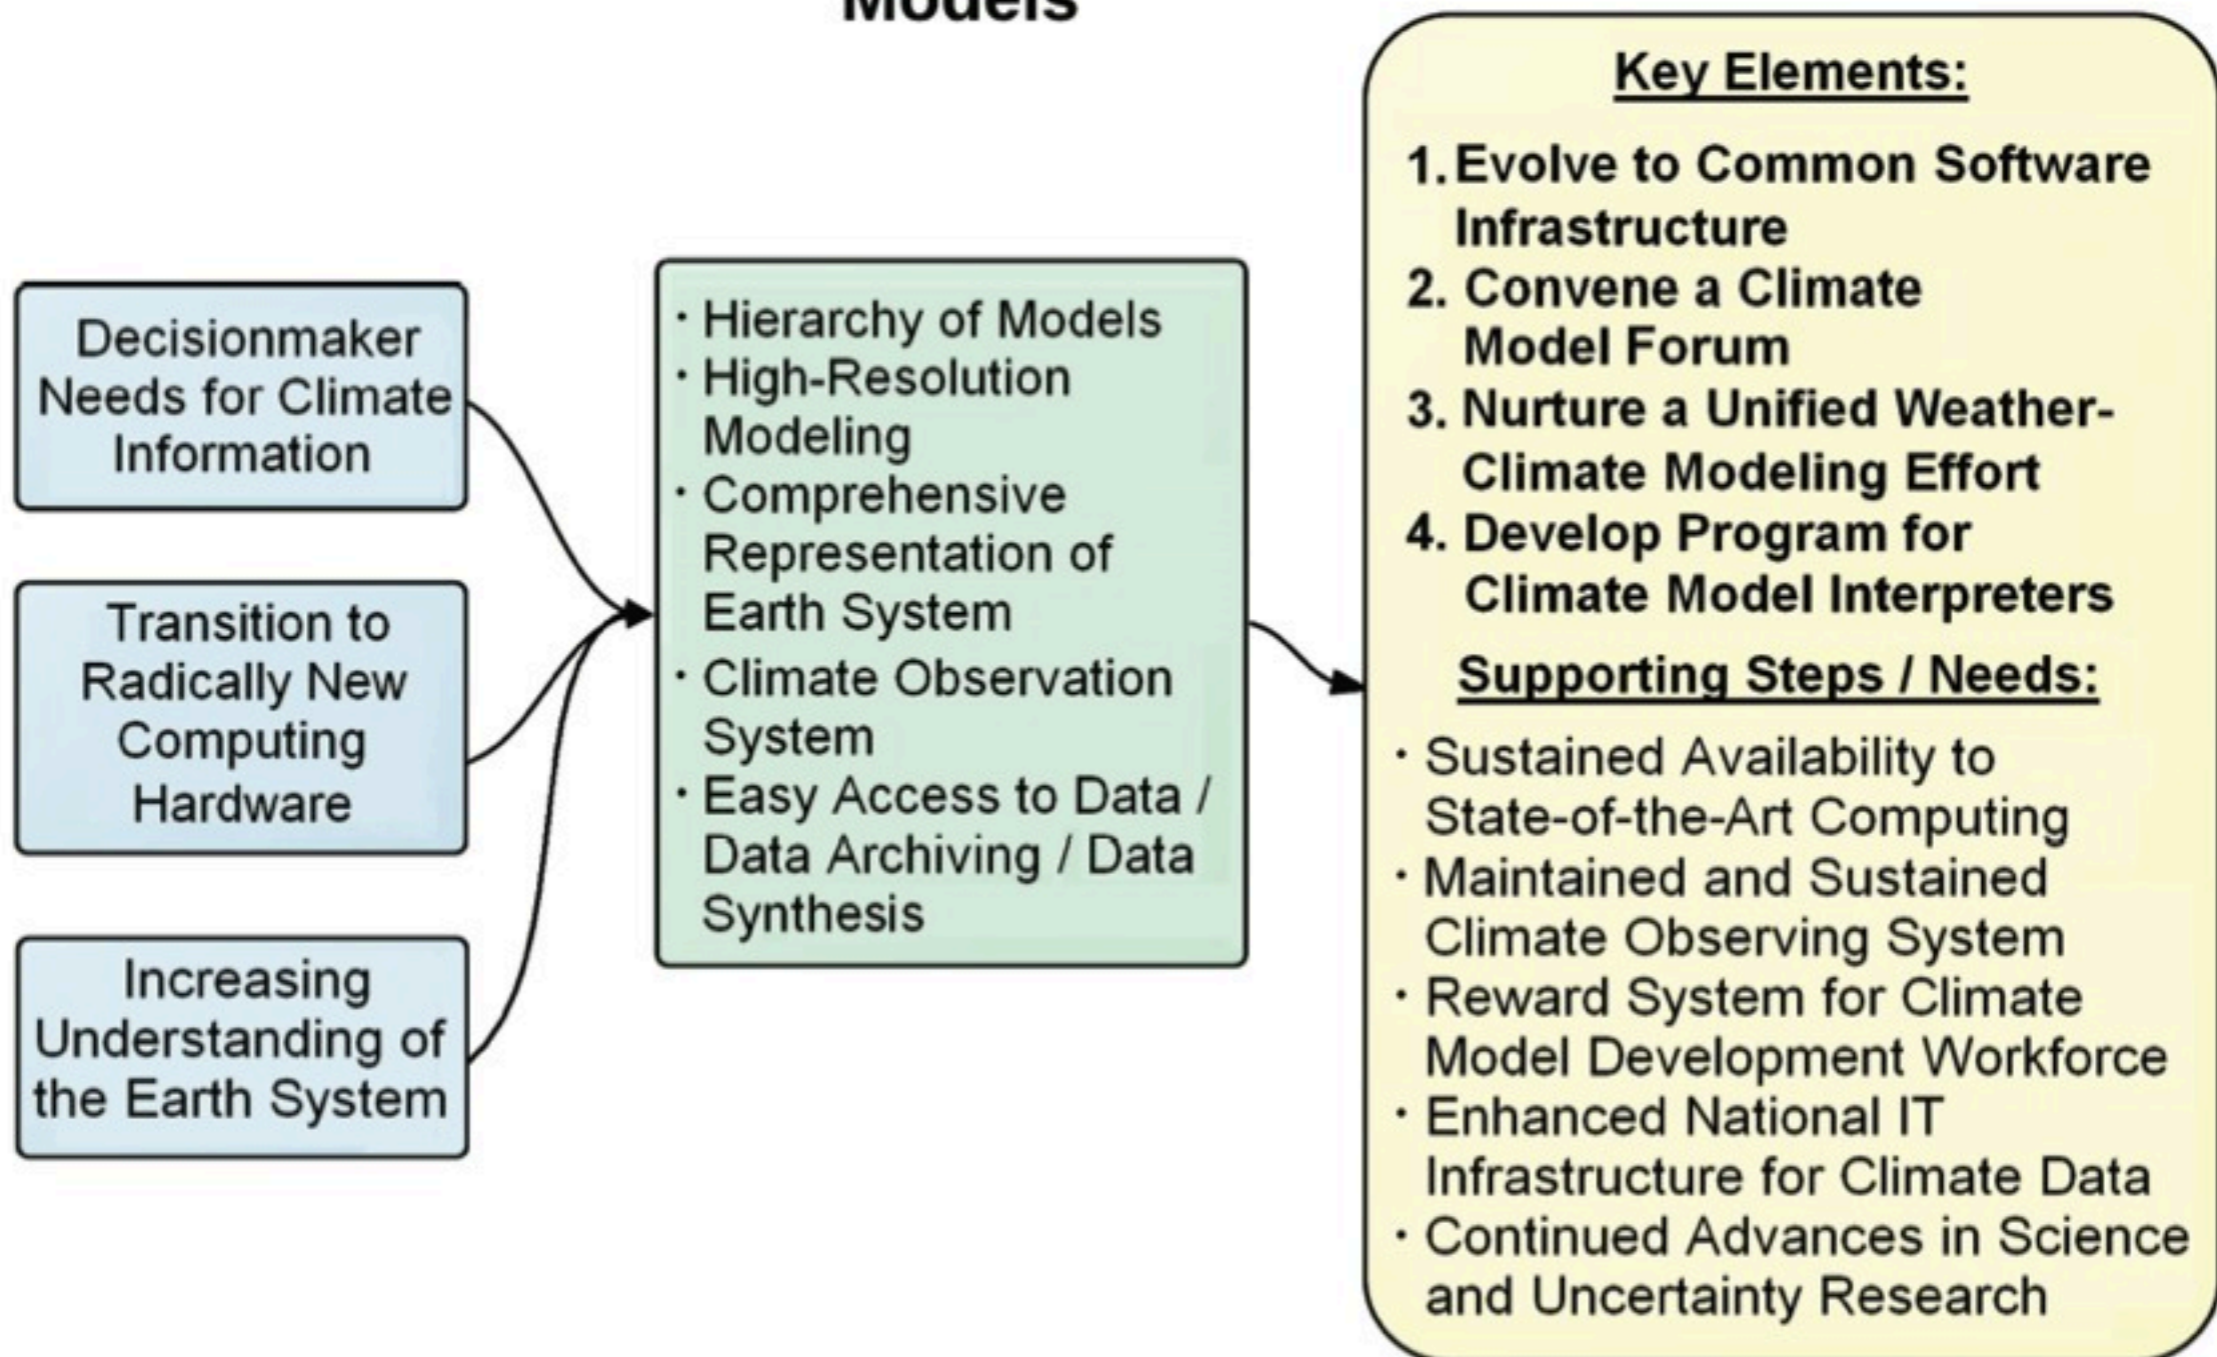 Models
Decisionmaker
Needs for Climate
Information
Transition to
Radically New
Computing
Hardware
Increasing
Understanding of
the Earth System
· Hierarchy of Models
· High-Resolution
Modeling
· Comprehensive
Representation of
Earth System
· Climate Observation
System
· Easy Access to Data /
Data Archiving / Data
Synthesis
Key Elements:
1. Evolve to Common Software
Infrastructure
2. Convene a Climate
Model Forum
3. Nurture a Unified Weather-
Climate Modeling Effort
4. Develop Program for
Climate Model Interpreters
Supporting Steps / Needs:
· Sustained Availability to
State-of-the-Art Computing
· Maintained and Sustained
Climate Observing System
· Reward System for Climate
Model Development Workforce
· Enhanced National IT
Infrastructure for Climate Data
· Continued Advances in Science
and Uncertainty Research